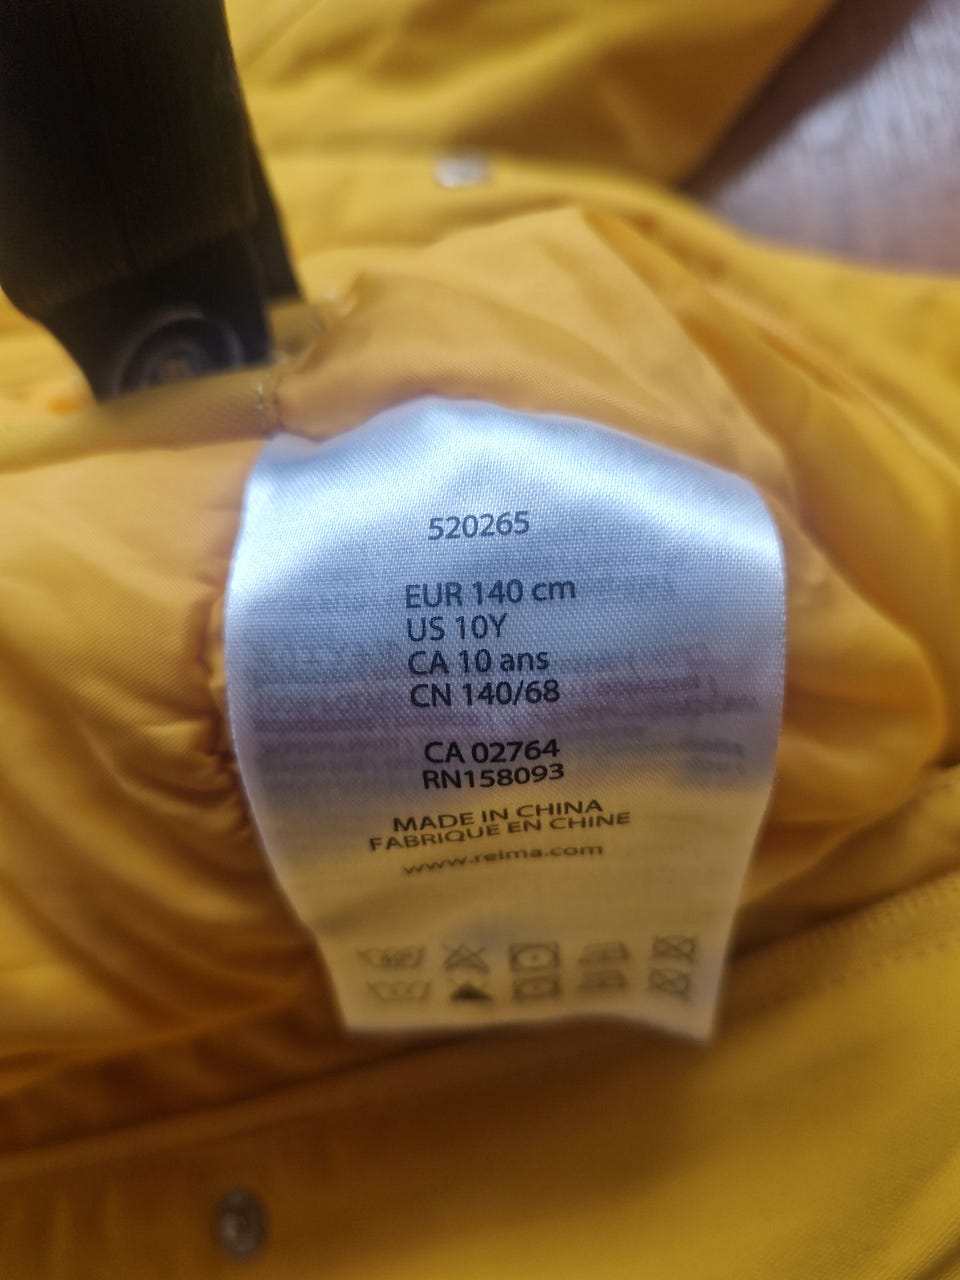 520265
EUR 140 cm
US 10Y
CA 10 ans
CN 140/68
CA 02764
RN158093
MADE IN CHINA
FABRIQUE EN CHINE
www.reima.com